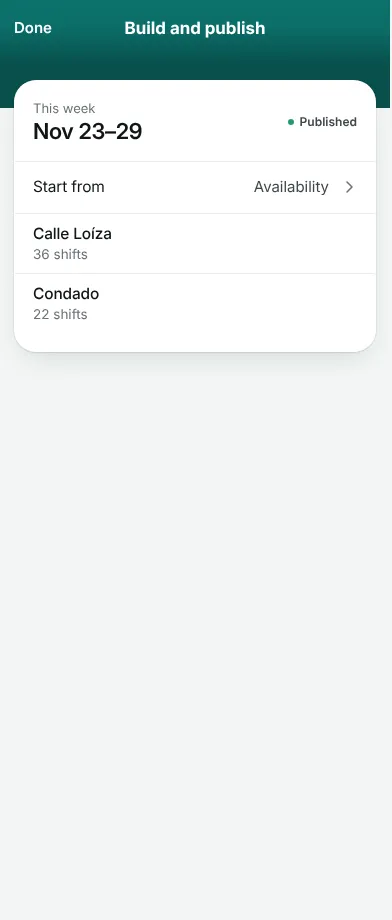 Done
Build and publish
This week
Nov 23–29
Published
Start from
Availability
Calle Loíza
36 shifts
Condado
22 shifts